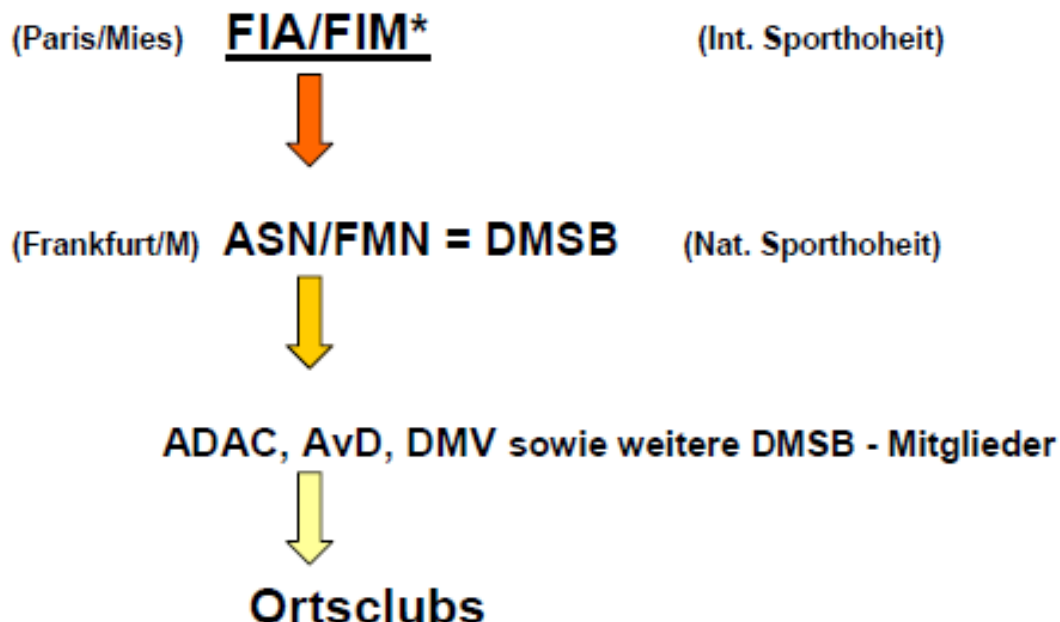 (Paris/Mies) FIA/FIM* (Int. Sporthoheit)
(Frankfurt/M) ASN/FMN = DMSB (Nat. Sporthoheit)
ADAC, AvD, DMV sowie weitere DMSB - Mitglieder
Ortsclubs